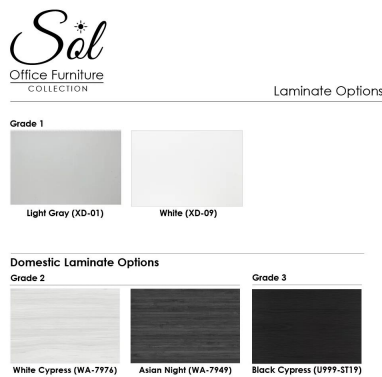 Sol
Office Furniture
COLLECTION
Laminate Options
Grade 1
Light Gray (XD-01)
White (XD-09)
Domestic Laminate Options
Grade 2
Grade 3
White Cypress (WA-7976)
Asian Night (WA-7949)
Black Cypress (U999-ST19)